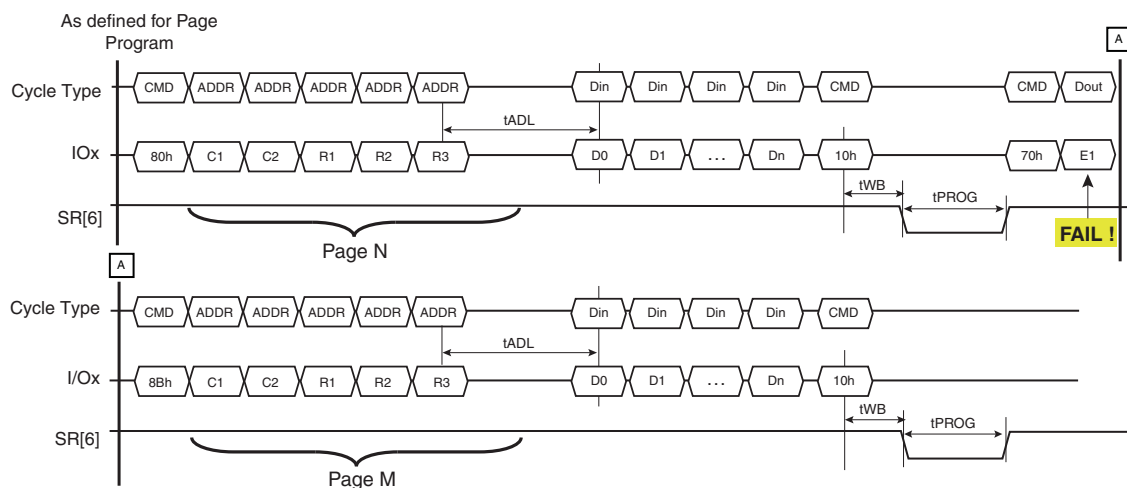 As defined for Page
Program
A
Cycle Type CMD ADDR ADDR ADDR ADDR ADDR Din Din Din Din CMD CMD Dout
tADL
IOx 80h C1 C2 R1 R2 R3 D0 D1 ... Dn 10h 70h E1
tWB tPROG
SR[6]
FAIL !
Page N
A
Cycle Type CMD ADDR ADDR ADDR ADDR ADDR Din Din Din Din CMD
tADL
I/Ox 8Bh C1 C2 R1 R2 R3 D0 D1 ... Dn 10h
tWB tPROG
SR[6]
Page M